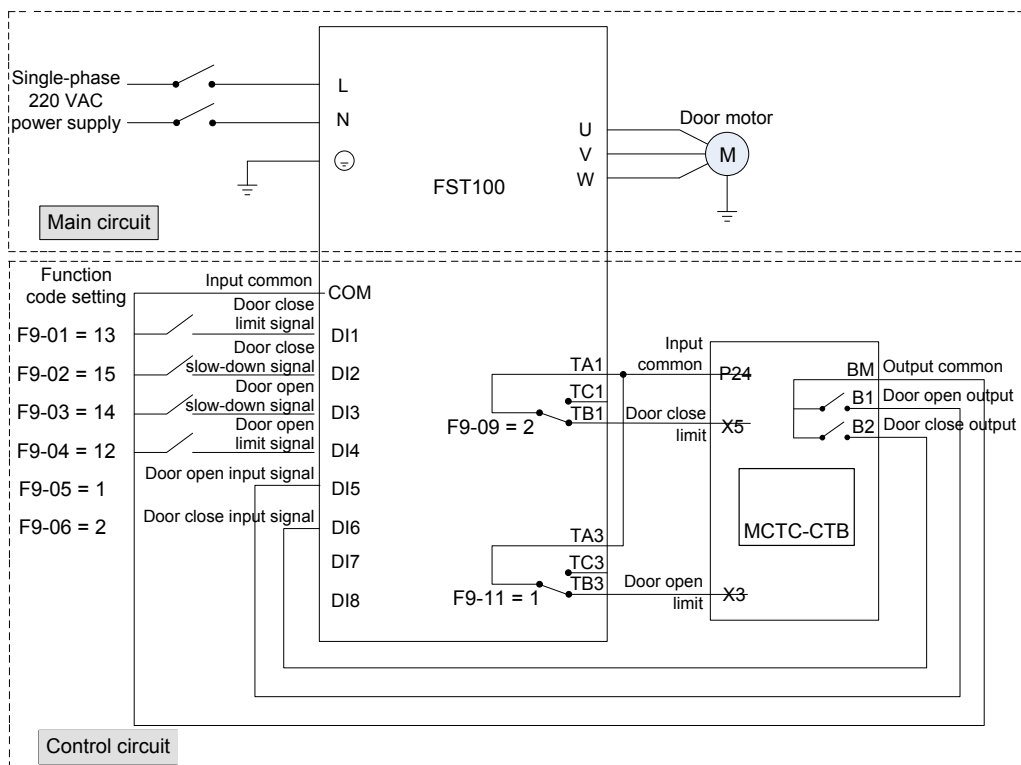 Single-phase
220 VAC
power supply
L
N
FST100
U
V
W
Door motor
M
Main circuit
Function
code setting
Input common
COM
F9-01 = 13
Door close
limit signal
DI1
F9-02 = 15
Door close
slow-down signal
DI2
F9-03 = 14
Door open
slow-down signal
DI3
F9-04 = 12
Door open
limit signal
DI4
F9-05 = 1
Door open input signal
DI5
F9-06 = 2
Door close input signal
DI6
DI7
DI8
TA1
TC1
TB1
F9-09 = 2
TA3
TC3
TB3
F9-11 = 1
Input
common
P24
Door close
limit
X5
Door open
limit
X3
BM
Output common
B1
Door open output
B2
Door close output
MCTC-CTB
Control circuit